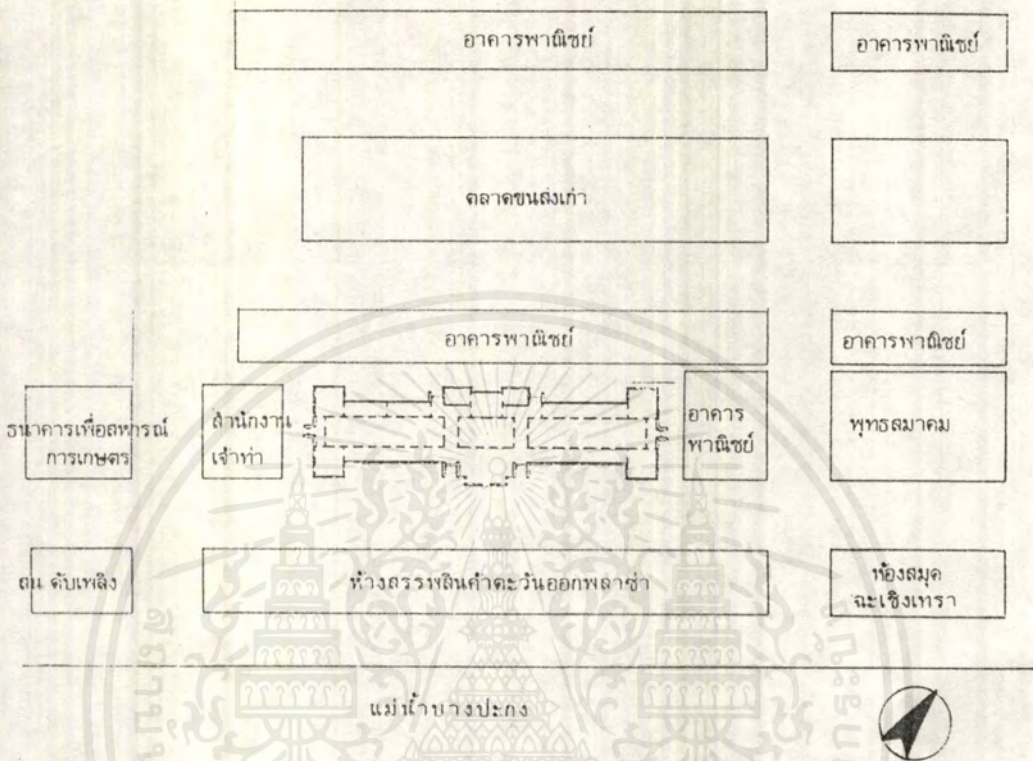 อาคารพาณิชย์
อาคารพาณิชย์
ตลาดขนส่งเก่า
อาคารพาณิชย์
อาคารพาณิชย์
ธนาคารเพื่อสหกรณ์
การเกษตร
สำนักงาน
เจ้าท่า
อาคาร
พาณิชย์
พุทธสมาคม
สน ดับเพลิง
ห้างสรรพสินค้าตะวันออกพลาซ่า
ห้องสมุด
ฉะเชิงเทรา
แม่น้ำบางปะกง